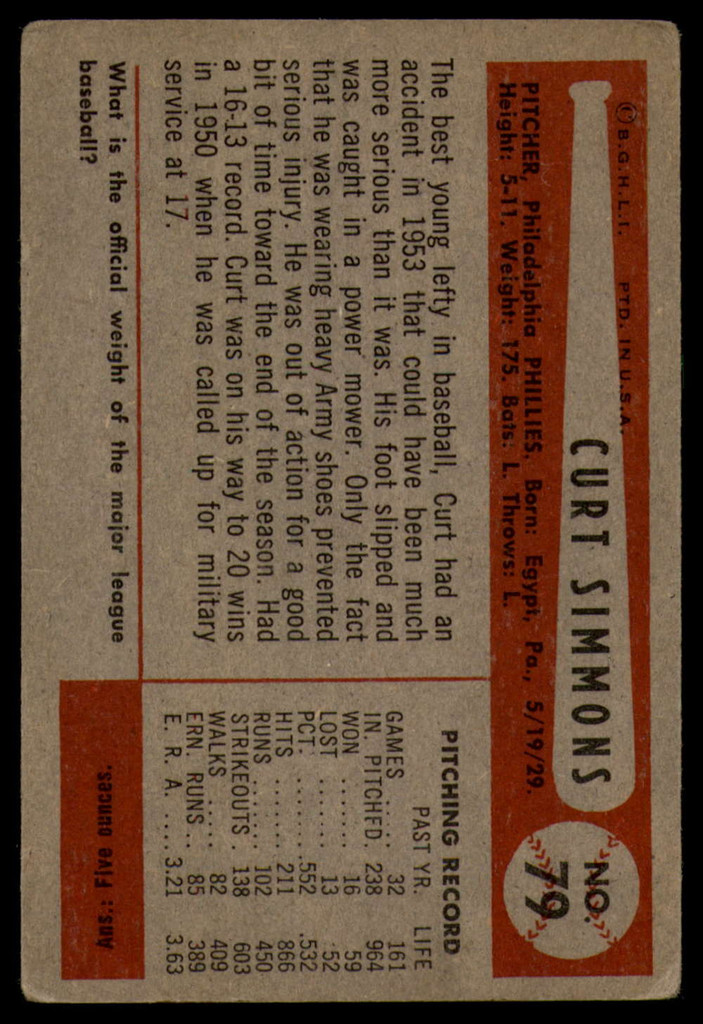 © B.G.H.L.I. PTD. IN U.S.A.
CURT SIMMONS
NO.
79
PITCHER, Philadelphia PHILLIES. Born: Egypt, Pa., 5/19/29.
Height: 5-11. Weight: 175. Bats: L. Throws: L.
The best young lefty in baseball, Curt had an
accident in 1953 that could have been much
more serious than it was. His foot slipped and
was caught in a power mower. Only the fact
that he was wearing heavy Army shoes prevented
serious injury. He was out of action for a good
bit of time toward the end of the season. Had
a 16-13 record. Curt was on his way to 20 wins
in 1950 when he was called up for military
service at 17.
PITCHING RECORD
PAST YR. LIFE
GAMES ..... 32 161
IN. PITCHED. 238 964
WON ....... 16 59
LOST ....... 13 52
PCT. ....... .552 .532
HITS ....... 211 866
RUNS ...... 102 450
STRIKEOUTS . 138 603
WALKS ..... 82 409
ERN. RUNS .. 85 389
E. R. A. .... 3.21 3.63
What is the official weight of the major league
baseball?
Ans.: Five ounces.